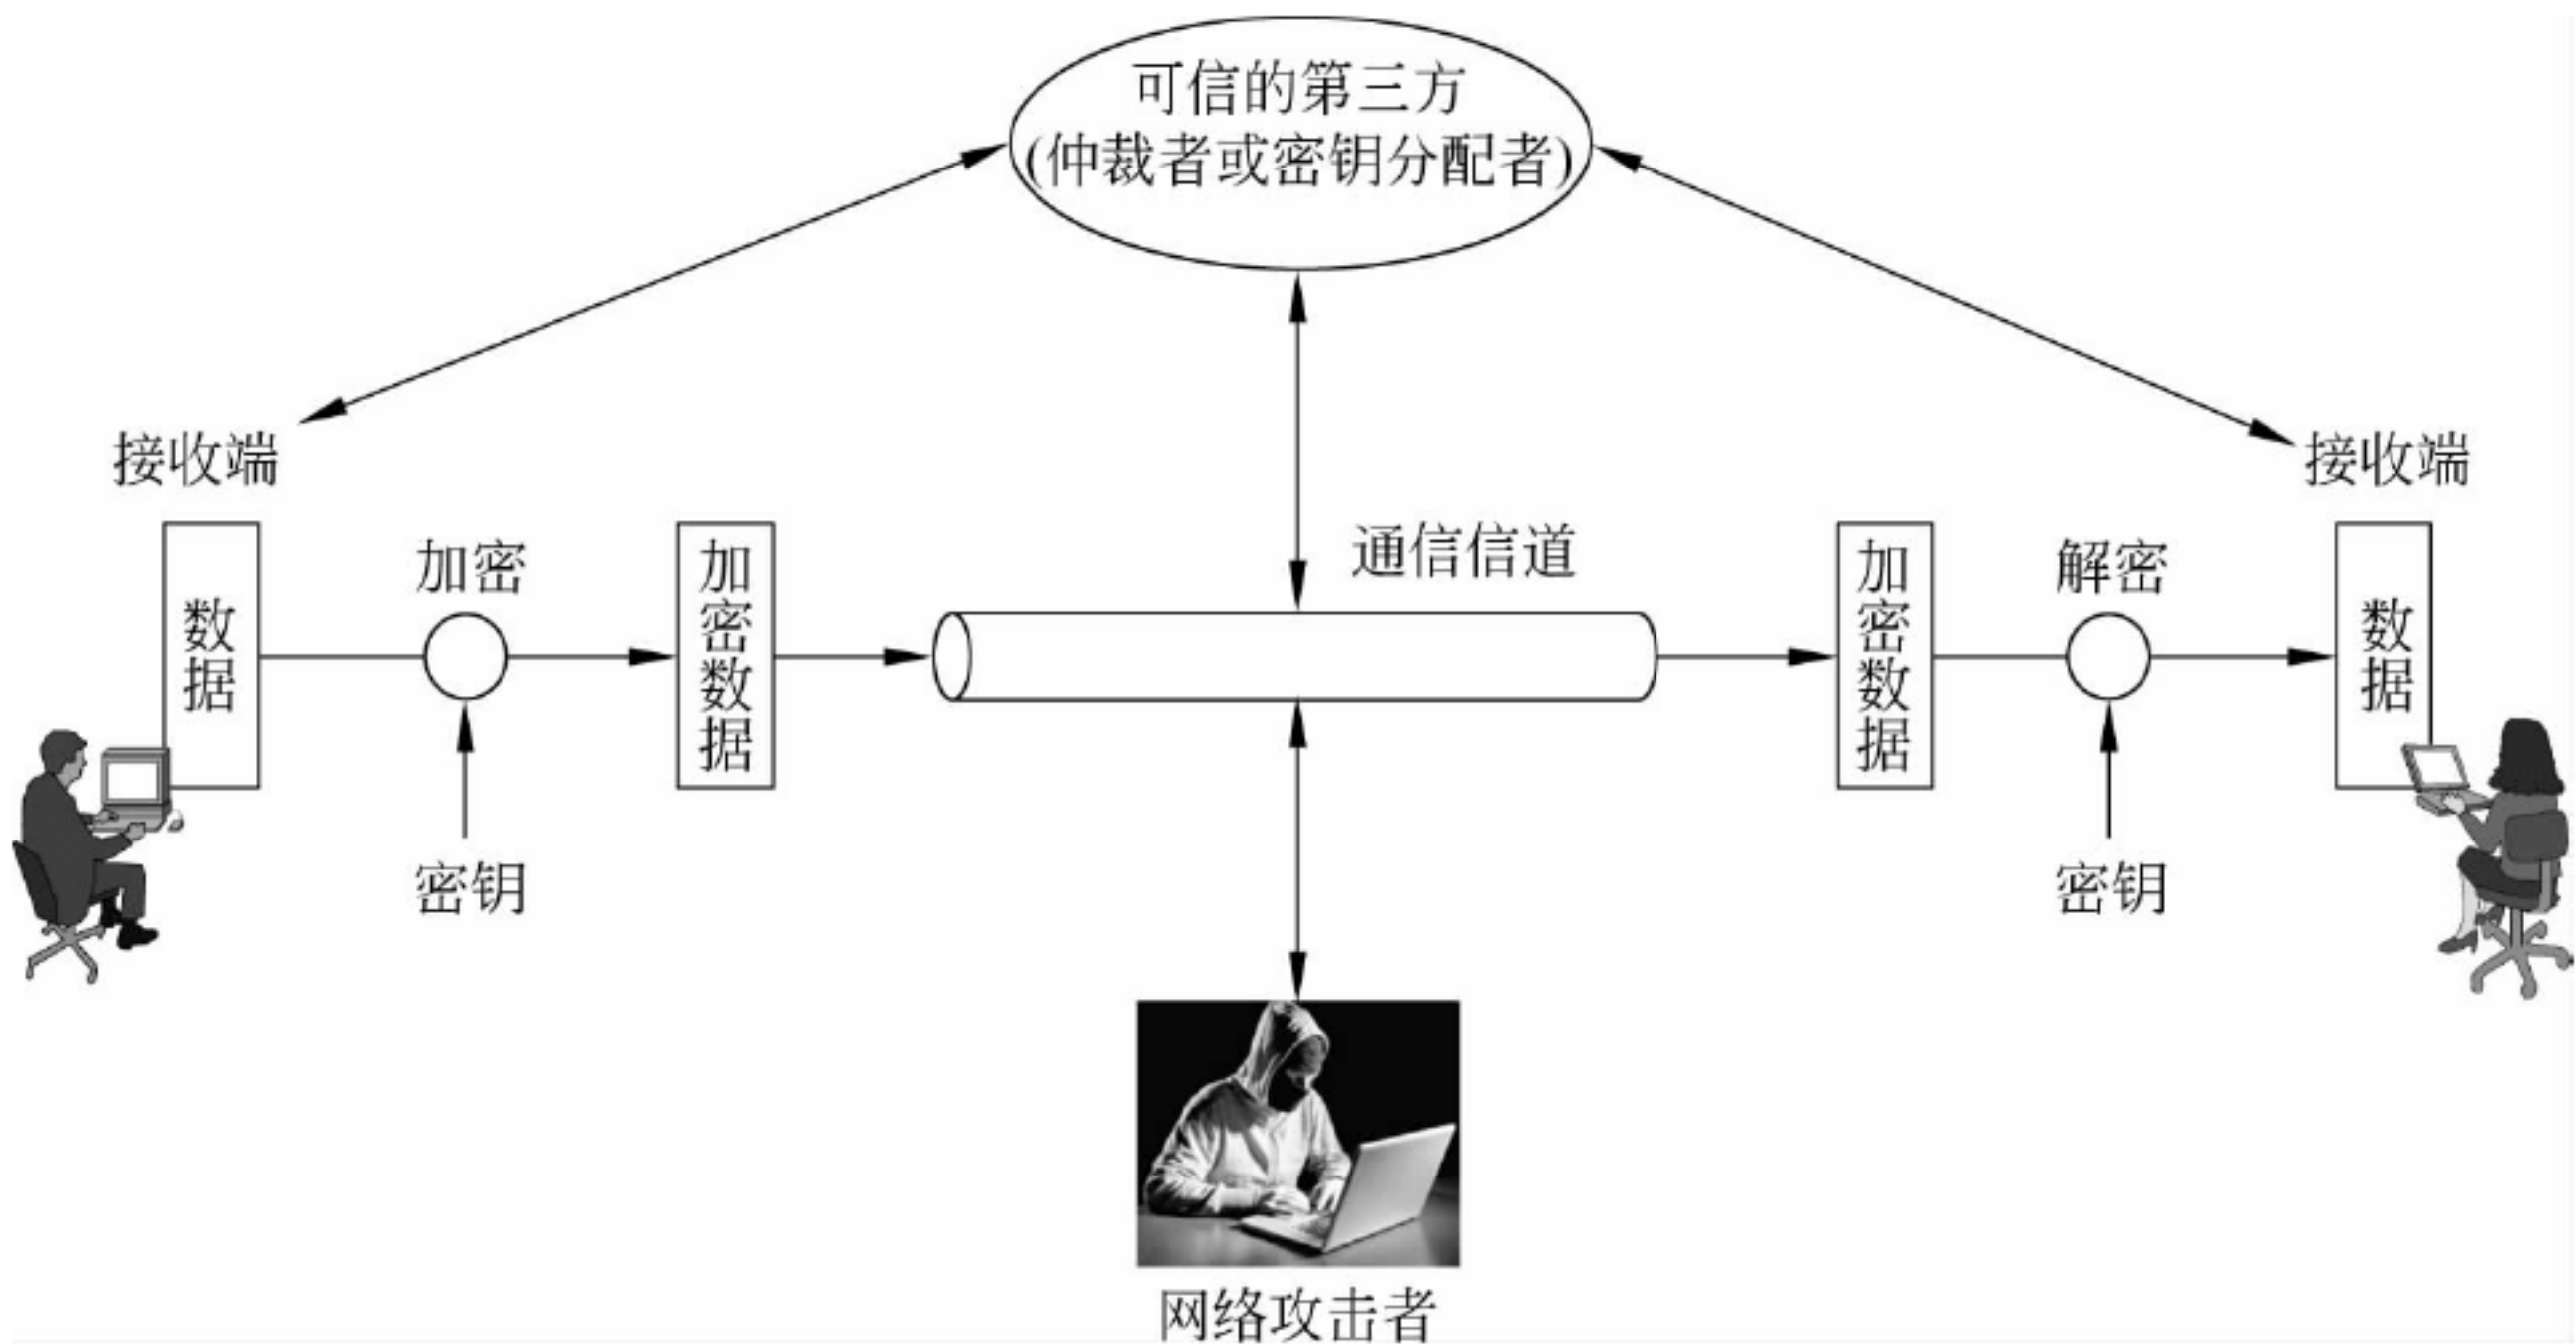 可信的第三方
(仲裁者或密钥分配者)
接收端
接收端
通信信道
加密
解密
数据
加密数据
加密数据
数据
密钥
密钥
网络攻击者